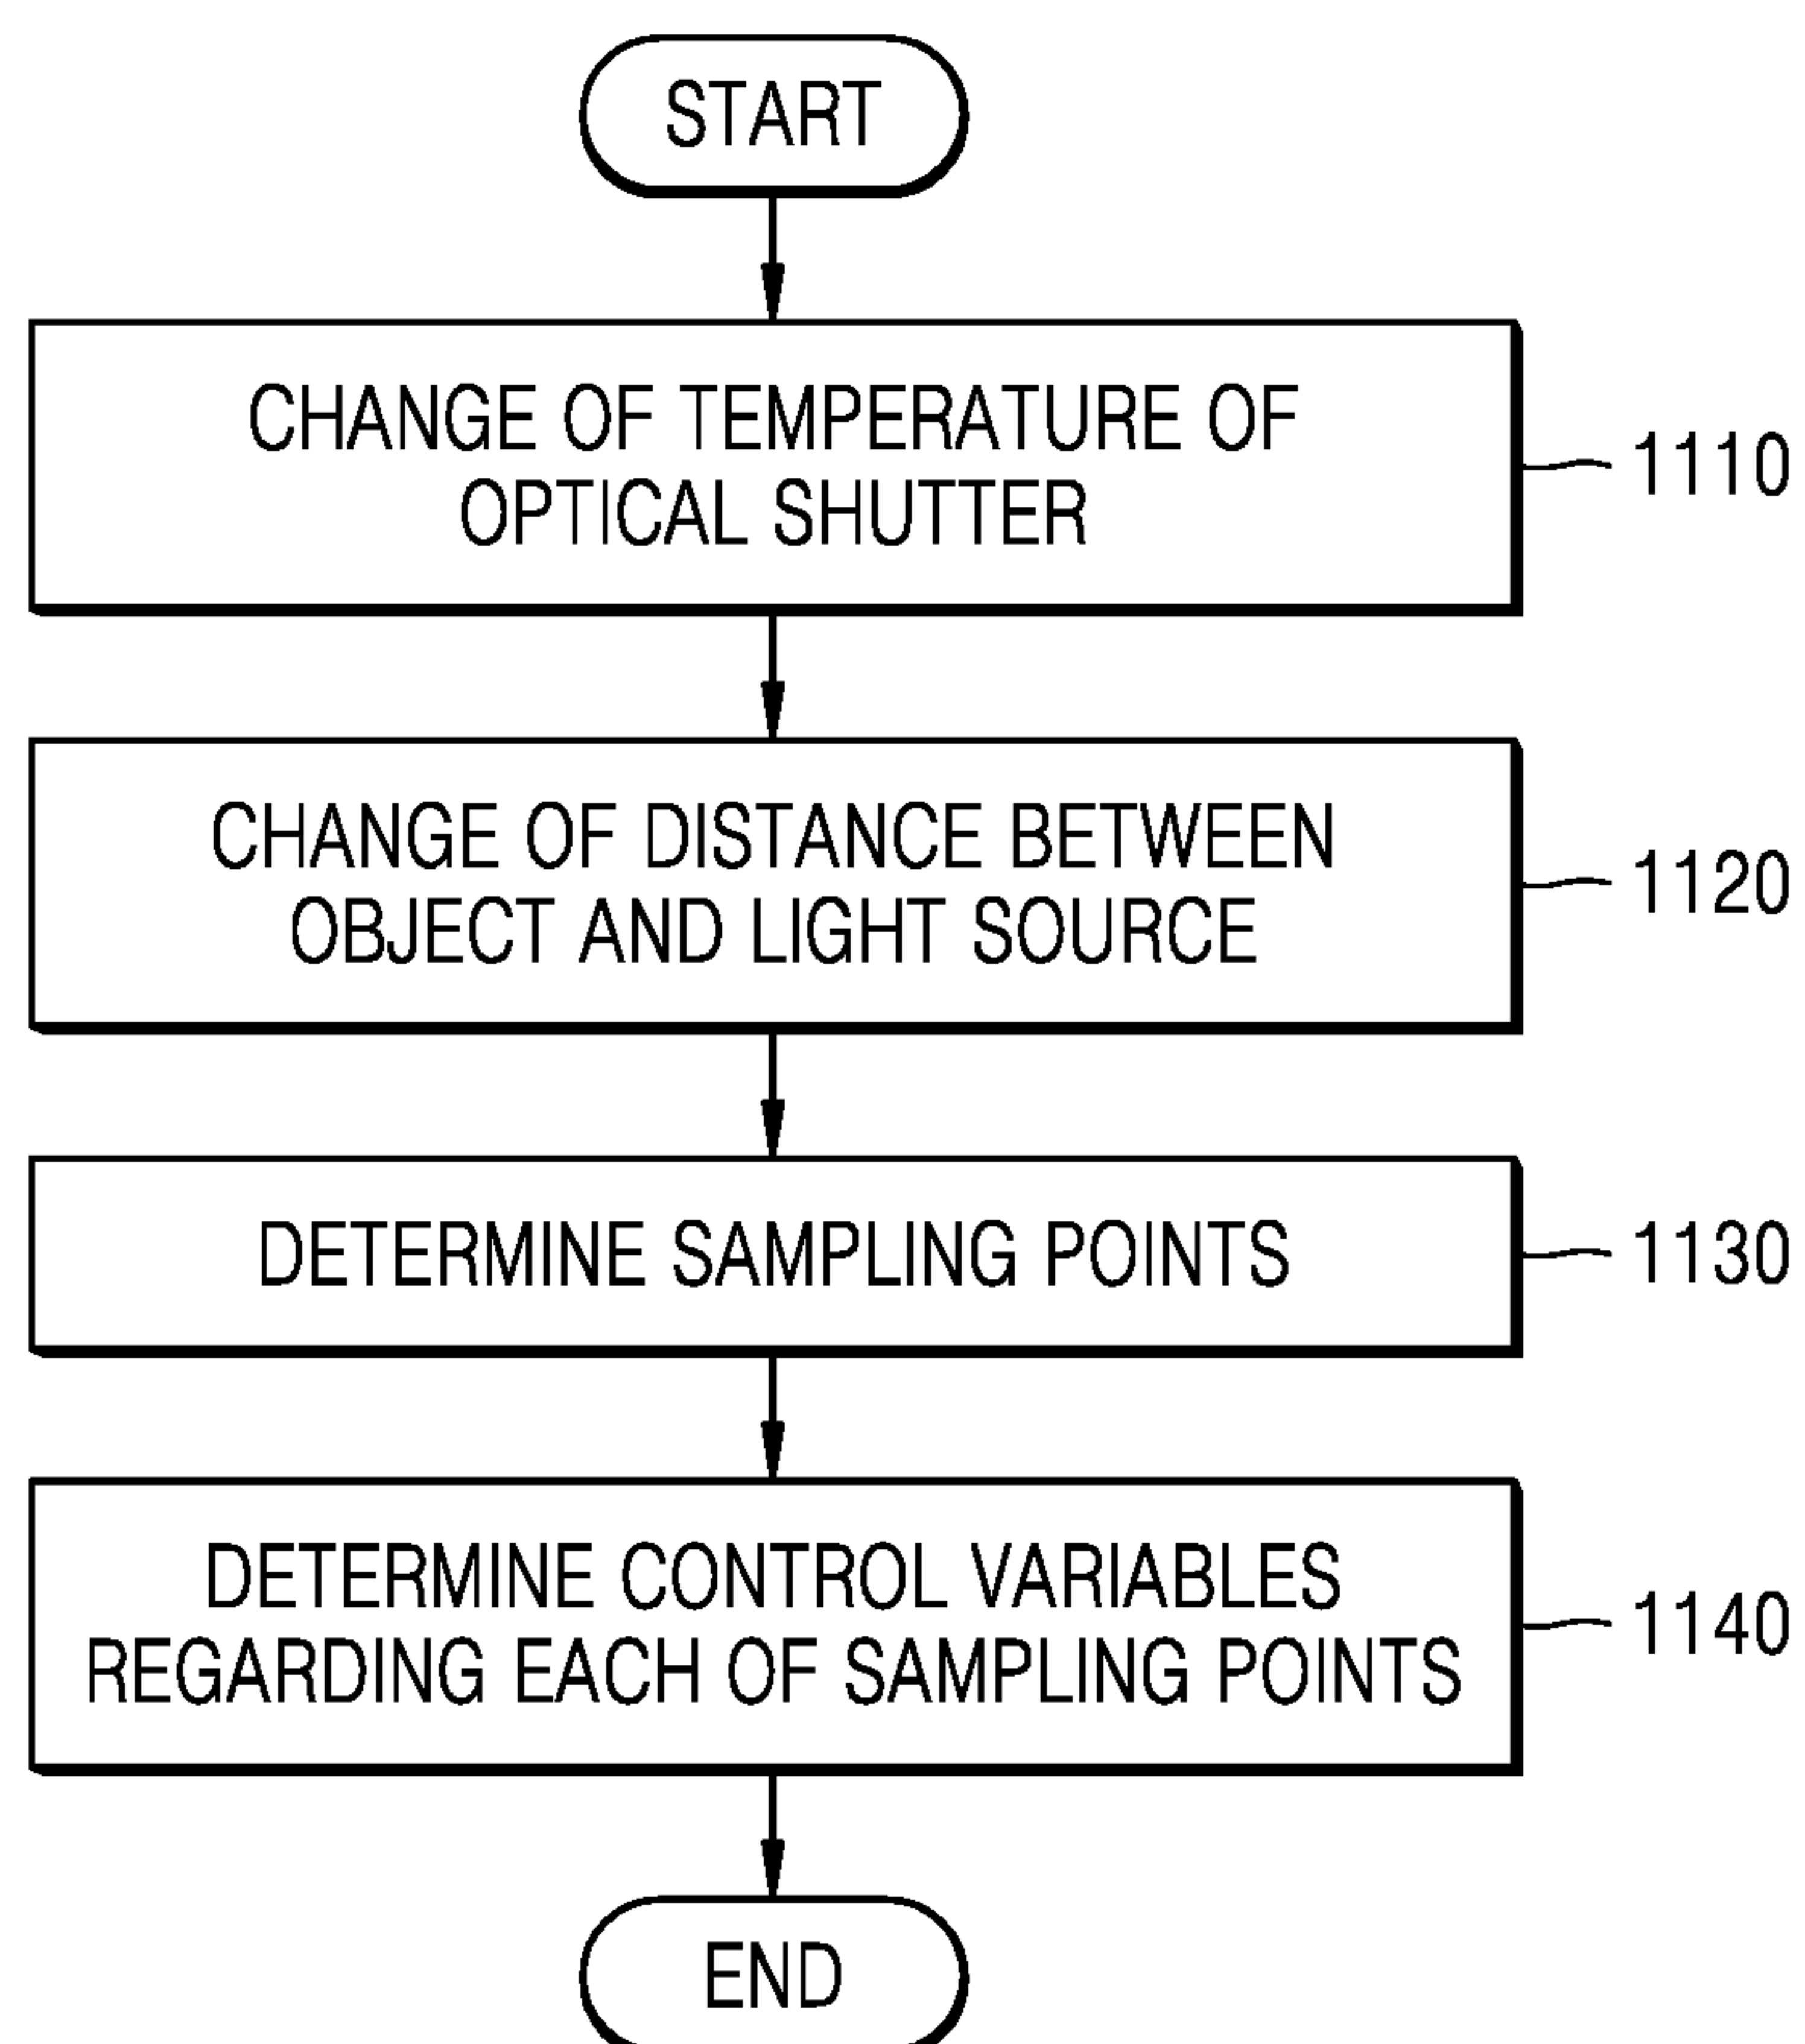 START
CHANGE OF TEMPERATURE OF
OPTICAL SHUTTER
1110
CHANGE OF DISTANCE BETWEEN
OBJECT AND LIGHT SOURCE
1120
DETERMINE SAMPLING POINTS
1130
DETERMINE CONTROL VARIABLES
REGARDING EACH OF SAMPLING POINTS
1140
END